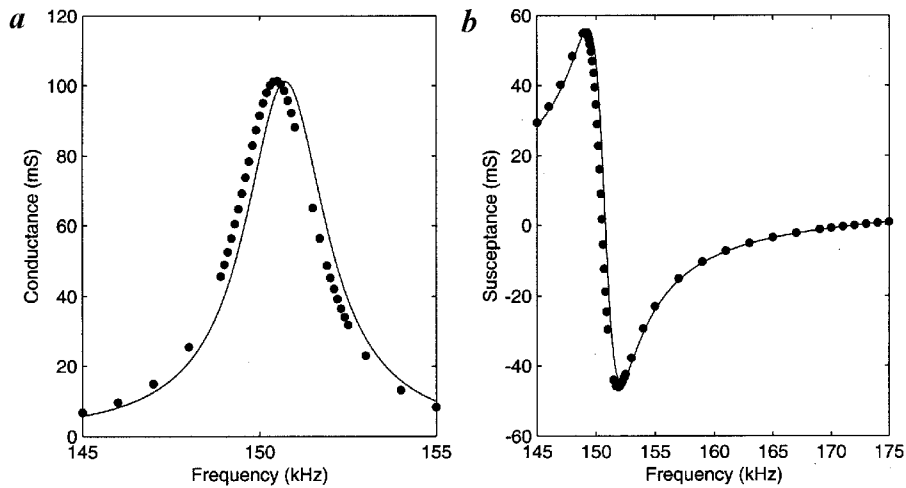 a
120
100
80
60
40
20
0
Conductance (mS)
145
150
155
Frequency (kHz)
b
60
40
20
0
-20
-40
-60
Susceptance (mS)
145 150 155 160 165 170 175
Frequency (kHz)